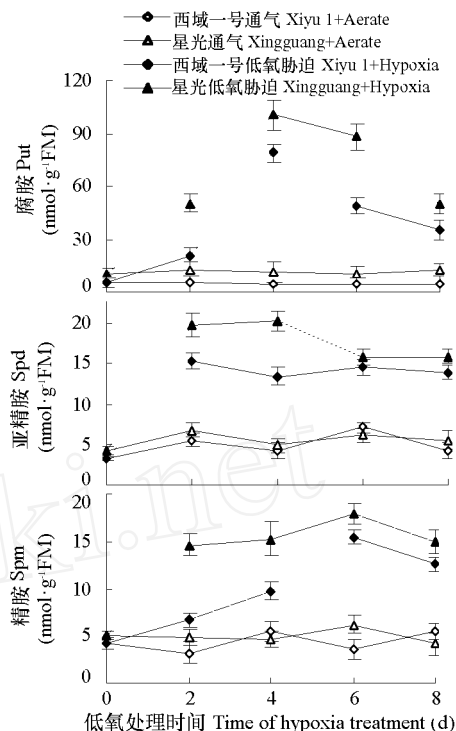 西域一号通气 Xiyu 1+Aerate
星光通气 Xingguang+Aerate
西域一号低氧胁迫 Xiyu 1+Hypoxia
星光低氧胁迫 Xingguang+Hypoxia
腐胺 Put
(nmol·g⁻¹FM)
120
90
60
30
0
亚精胺 Spd
(nmol·g⁻¹FM)
20
15
10
5
0
精胺 Spm
(nmol·g⁻¹FM)
20
15
10
5
0
0 2 4 6 8
低氧处理时间 Time of hypoxia treatment (d)
ki.net